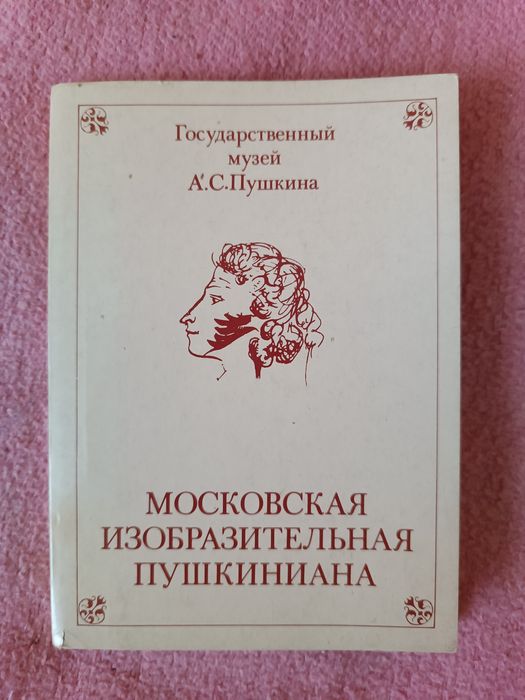 Государственный
музей
А.С.Пушкина
МОСКОВСКАЯ
ИЗОБРАЗИТЕЛЬНАЯ
ПУШКИНИАНА